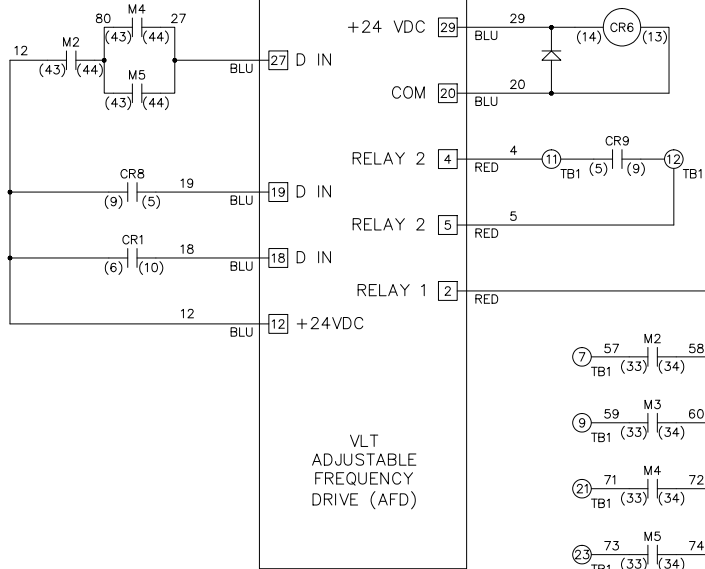 M4
80 27
(43) (44)
12 M2
(43) (44)
M5
(43) (44)
BLU 27 D IN
CR8
19
(9) (5)
BLU 19 D IN
CR1
18
(6) (10)
BLU 18 D IN
12
BLU 12 +24VDC
VLT
ADJUSTABLE
FREQUENCY
DRIVE (AFD)
+24 VDC 29 BLU 29
(14) CR6 (13)
COM 20 BLU 20
RELAY 2 4 RED 4
11 TB1
CR9
(5) (9)
12
TB1
RELAY 2 5 RED 5
RELAY 1 2 RED
7 TB1 57 M2 58
(33) (34)
9 TB1 59 M3 60
(33) (34)
21 TB1 71 M4 72
(33) (34)
23 TB1 73 M5 74
(33) (34)